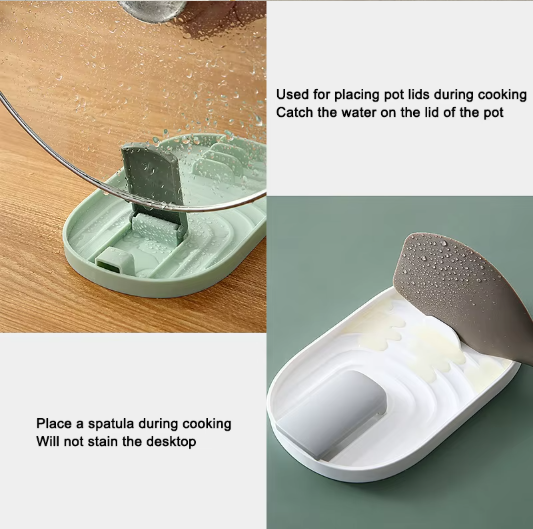 Used for placing pot lids during cooking
Catch the water on the lid of the pot
Place a spatula during cooking
Will not stain the desktop